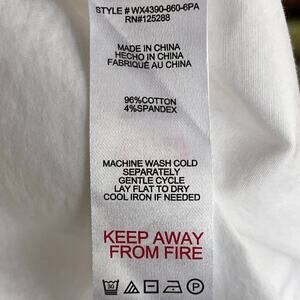 STYLE # WX4390-860-6PA
RN#125288
MADE IN CHINA
HECHO IN CHINA
FABRIQUÉ AU CHINA
96%COTTON
4%SPANDEX
MACHINE WASH COLD
SEPARATELY
GENTLE CYCLE
LAY FLAT TO DRY
COOL IRON IF NEEDED
KEEP AWAY
FROM FIRE
P